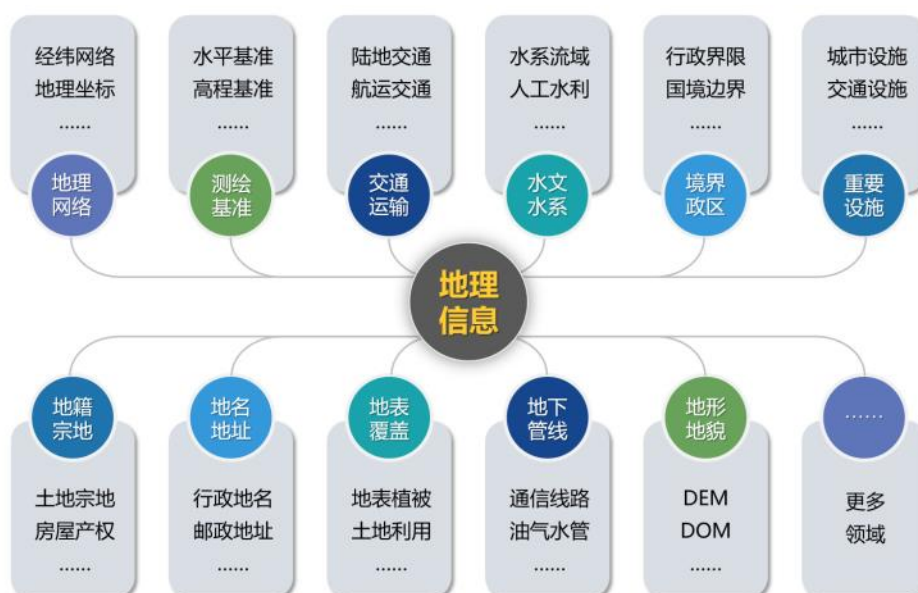 经纬网络
地理坐标
......
地理
网络
水平基准
高程基准
......
测绘
基准
陆地交通
航运交通
......
交通
运输
水系流域
人工水利
......
水文
水系
行政界限
国境边界
......
境界
政区
城市设施
交通设施
......
重要
设施
地理
信息
地籍
宗地
土地宗地
房屋产权
......
地名
地址
行政地名
邮政地址
......
地表
覆盖
地表植被
土地利用
......
地下
管线
通信线路
油气水管
......
地形
地貌
DEM
DOM
......
......
更多
领域